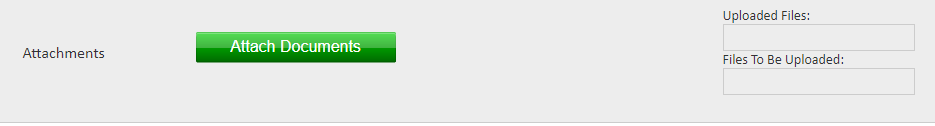 Attachments
Attach Documents
Uploaded Files:
Files To Be Uploaded: